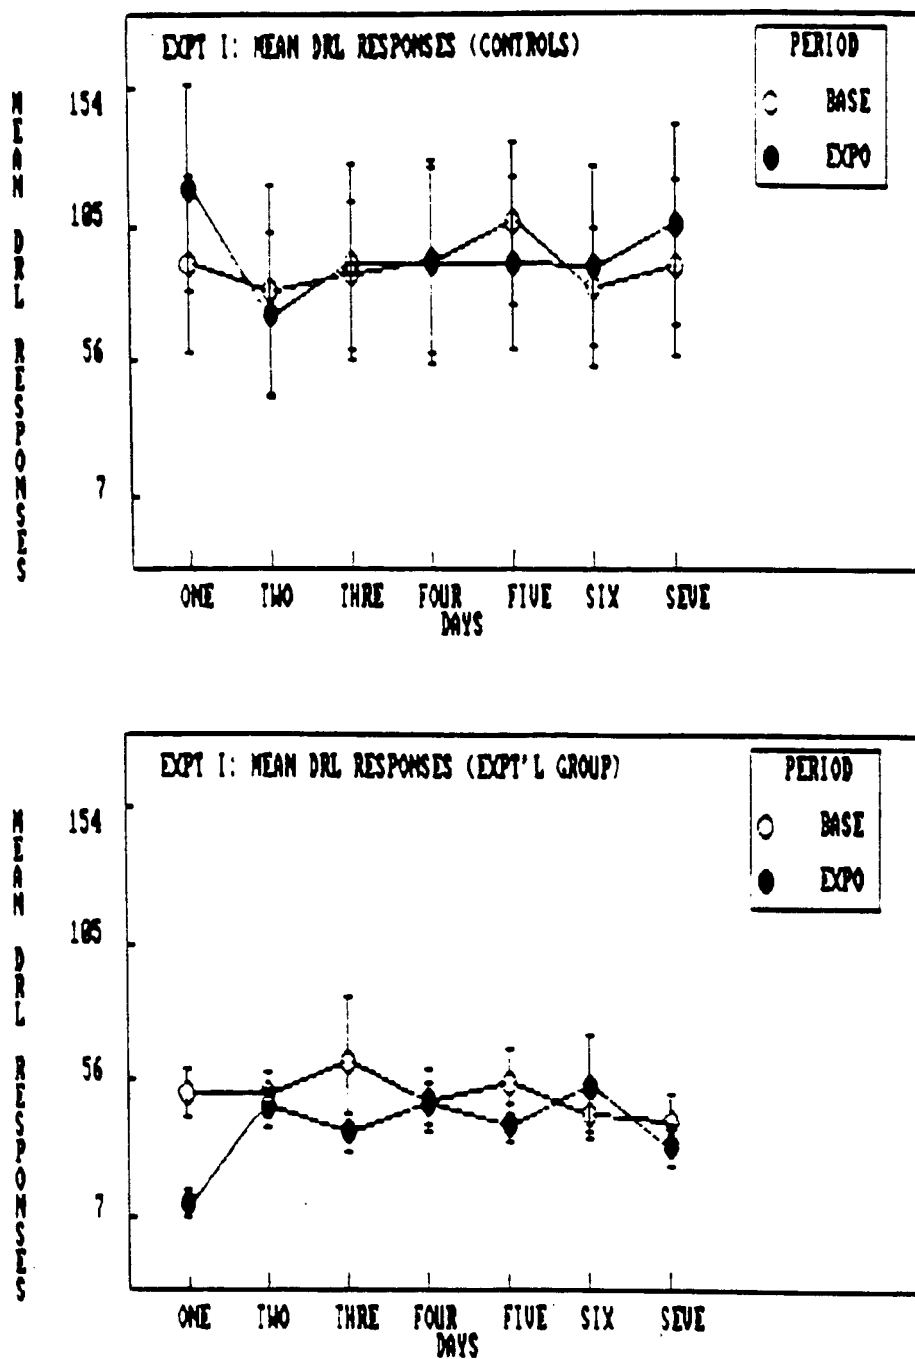 EXPT I: MEAN DRL RESPONSES (CONTROLS)
PERIOD
BASE
EXPO
MEAN DRL RESPONSES
154
105
56
7
ONE TWO THRE FOUR FIVE SIX SEVE
DAYS
EXPT I: MEAN DRL RESPONSES (EXPT'L GROUP)
PERIOD
BASE
EXPO
MEAN DRL RESPONSES
154
105
56
7
ONE TWO THRE FOUR FIVE SIX SEVE
DAYS